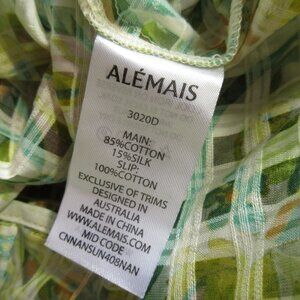 ALÉMAIS
3020D
MAIN:
85%COTTON
15%SILK
SLIP:
100%COTTON
EXCLUSIVE OF TRIMS
DESIGNED IN
AUSTRALIA
MADE IN CHINA
WWW.ALEMAIS.COM
MID CODE
CNNANSUN408NAN